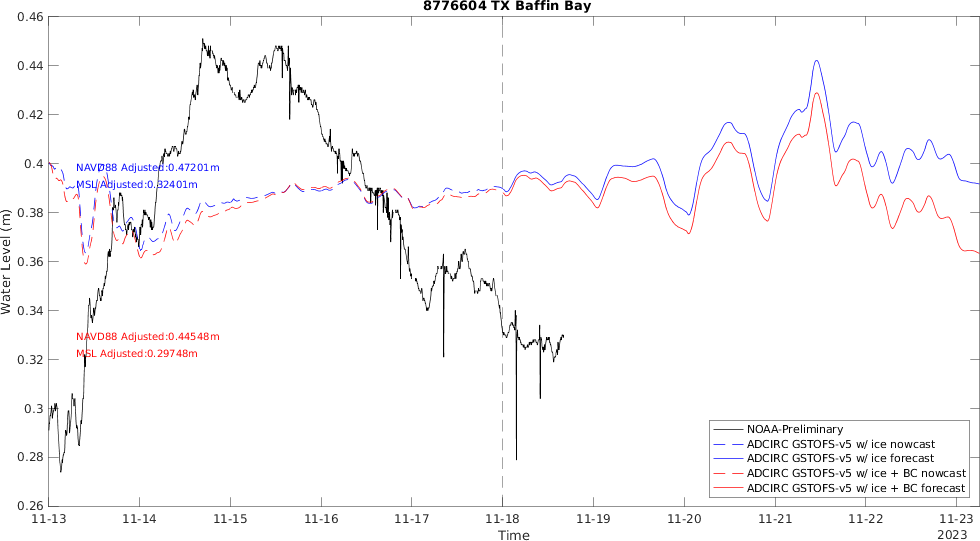 8776604 TX Baffin Bay
Water Level (m)
0.46
0.44
0.42
0.4
0.38
0.36
0.34
0.32
0.3
0.28
0.26
NAVD88 Adjusted:0.47201m
MSL Adjusted:0.32401m
NAVD88 Adjusted:0.44548m
MSL Adjusted:0.29748m
NOAA-Preliminary
ADCIRC GSTOFS-v5 w/ ice nowcast
ADCIRC GSTOFS-v5 w/ ice forecast
ADCIRC GSTOFS-v5 w/ ice + BC nowcast
ADCIRC GSTOFS-v5 w/ ice + BC forecast
11-13 11-14 11-15 11-16 11-17 11-18 11-19 11-20 11-21 11-22 11-23
Time
2023